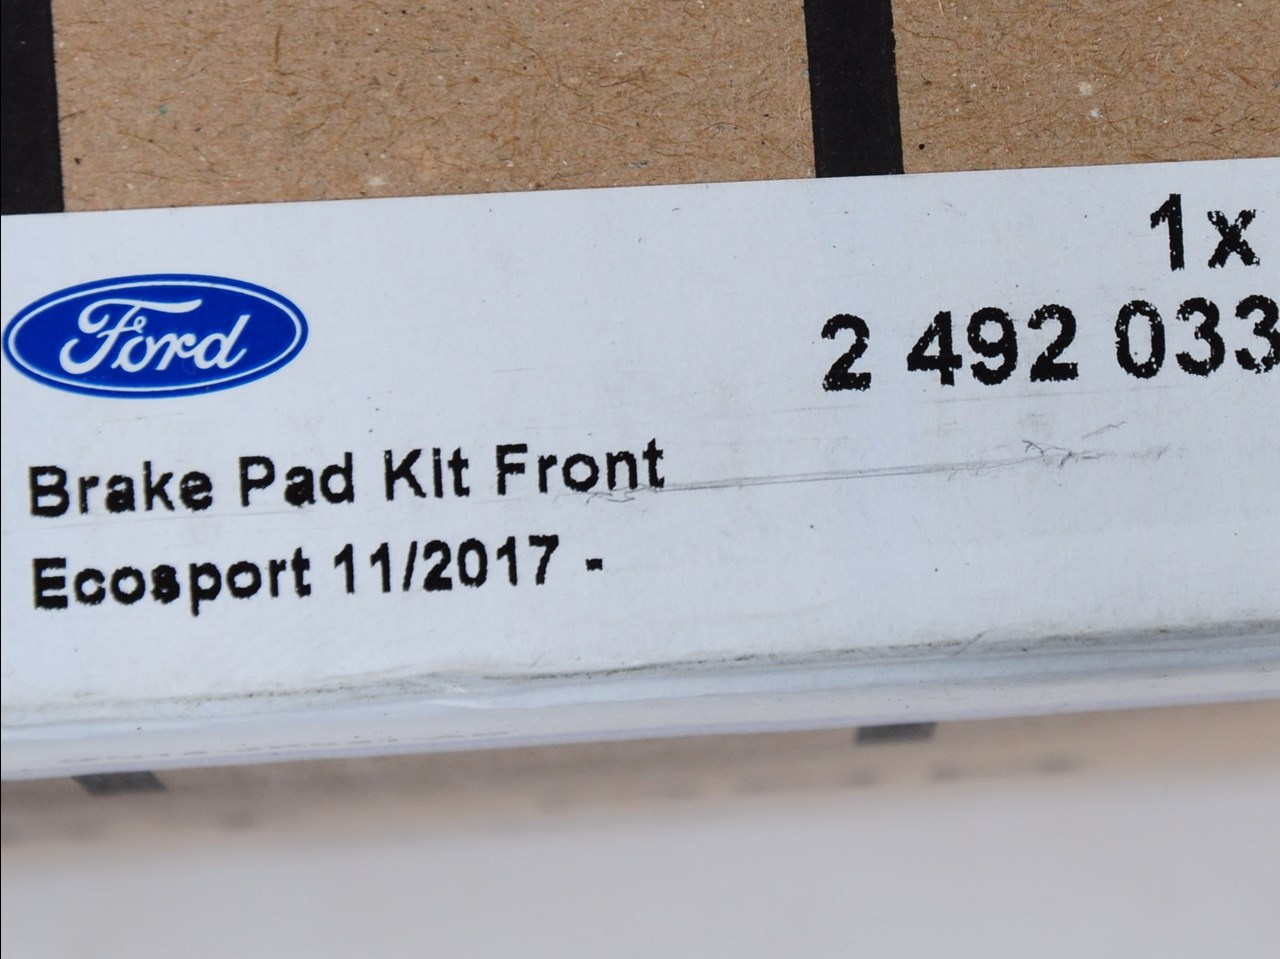 1x
Ford
2 492 033
Brake Pad Kit Front
Ecosport 11/2017 -